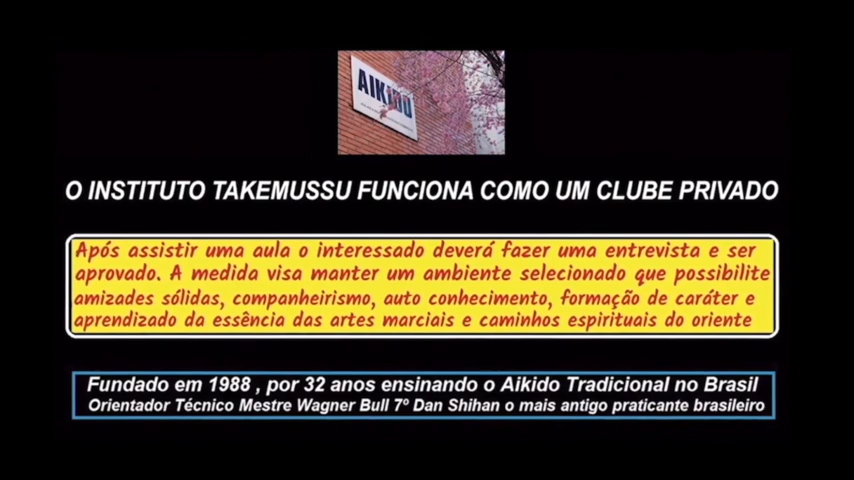 AIKIDO
O INSTITUTO TAKEMUSSU FUNCIONA COMO UM CLUBE PRIVADO
Após assistir uma aula o interessado deverá fazer uma entrevista e ser
aprovado. A medida visa manter um ambiente selecionado que possibilite
amizades sólidas, companheirismo, auto conhecimento, formação de caráter e
aprendizado da essência das artes marciais e caminhos espirituais do oriente
Fundado em 1988 , por 32 anos ensinando o Aikido Tradicional no Brasil
Orientador Técnico Mestre Wagner Bull 7º Dan Shihan o mais antigo praticante brasileiro